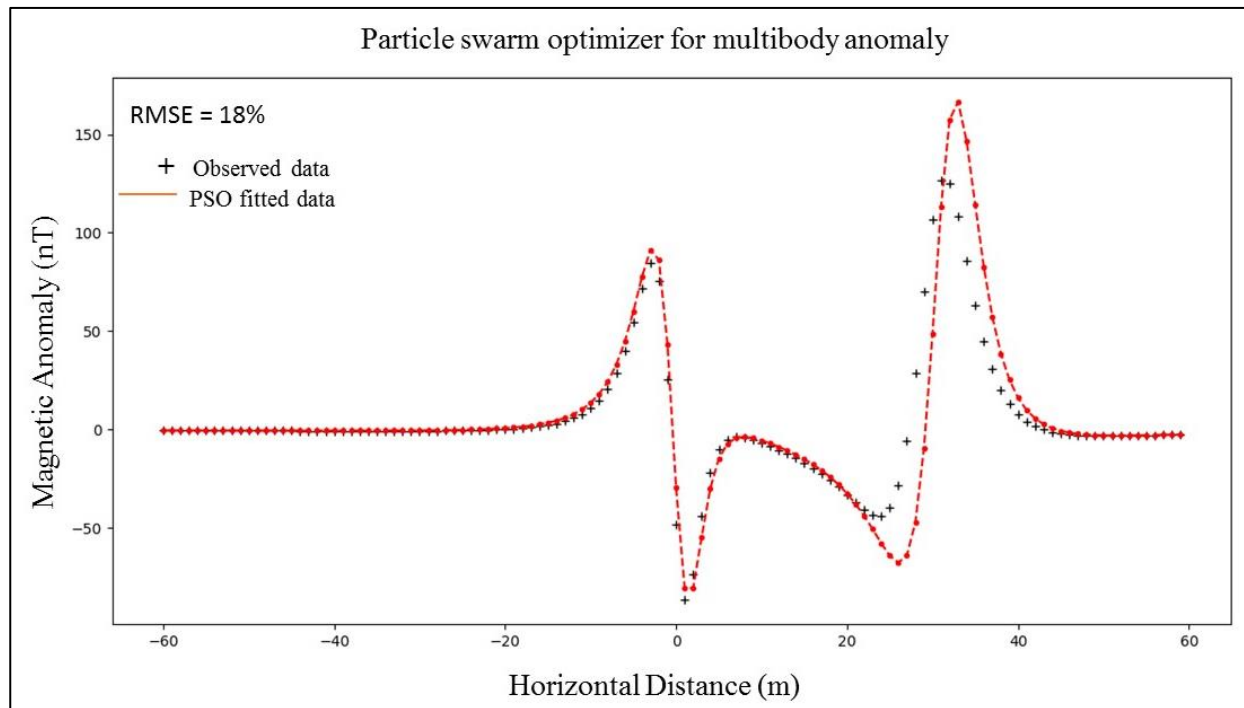 Particle swarm optimizer for multibody anomaly
RMSE = 18%
Observed data
PSO fitted data
Magnetic Anomaly (nT)
150
100
50
0
−50
−60
−40
−20
0
20
40
60
Horizontal Distance (m)